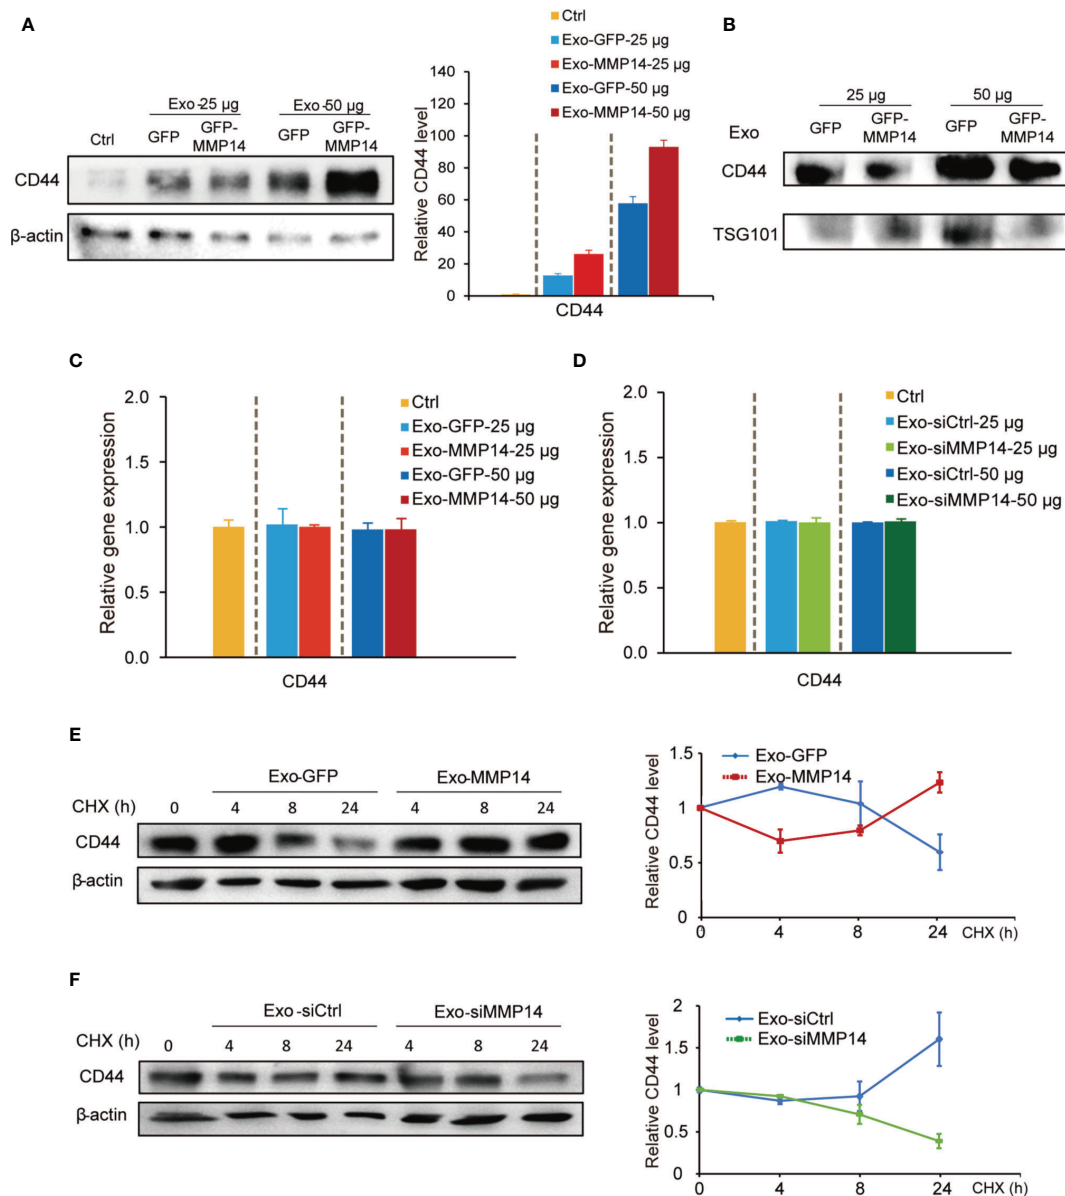 A
Exo-25 μg Exo-50 μg
Ctrl GFP GFP-MMP14 GFP GFP-MMP14
CD44
β-actin
Ctrl
Exo-GFP-25 μg
Exo-MMP14-25 μg
Exo-GFP-50 μg
Exo-MMP14-50 μg
Relative CD44 level
140
120
100
80
60
40
20
0
CD44
B
25 μg 50 μg
Exo GFP GFP-MMP14 GFP GFP-MMP14
CD44
TSG101
C
Relative gene expression
2.0
1.5
1.0
0.5
0.0
Ctrl
Exo-GFP-25 μg
Exo-MMP14-25 μg
Exo-GFP-50 μg
Exo-MMP14-50 μg
CD44
D
Relative gene expression
2.0
1.5
1.0
0.5
0.0
Ctrl
Exo-siCtrl-25 μg
Exo-siMMP14-25 μg
Exo-siCtrl-50 μg
Exo-siMMP14-50 μg
CD44
E
Exo-GFP Exo-MMP14
CHX (h) 0 4 8 24 4 8 24
CD44
β-actin
Relative CD44 level
1.5
1
0.5
0
Exo-GFP
Exo-MMP14
0 4 8 24 CHX (h)
F
Exo-siCtrl Exo-siMMP14
CHX (h) 0 4 8 24 4 8 24
CD44
β-actin
Relative CD44 level
2
1.5
1
0.5
0
Exo-siCtrl
Exo-siMMP14
0 4 8 24 CHX (h)